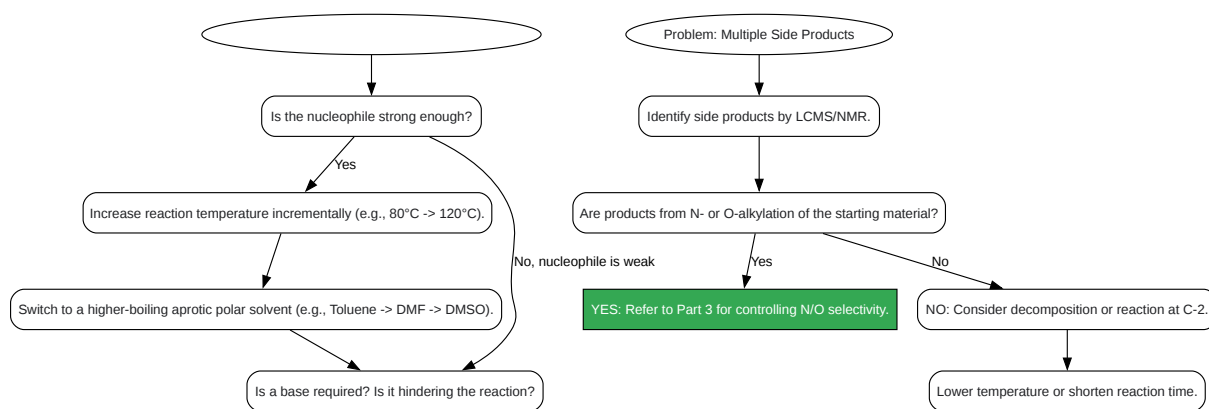 Problem: Multiple Side Products
Is the nucleophile strong enough?
Identify side products by LCMS/NMR.
Yes
Increase reaction temperature incrementally (e.g., 80°C -> 120°C).
Are products from N- or O-alkylation of the starting material?
No, nucleophile is weak
Yes
No
Switch to a higher-boiling aprotic polar solvent (e.g., Toluene -> DMF -> DMSO).
YES: Refer to Part 3 for controlling N/O selectivity.
NO: Consider decomposition or reaction at C-2.
Is a base required? Is it hindering the reaction?
Lower temperature or shorten reaction time.